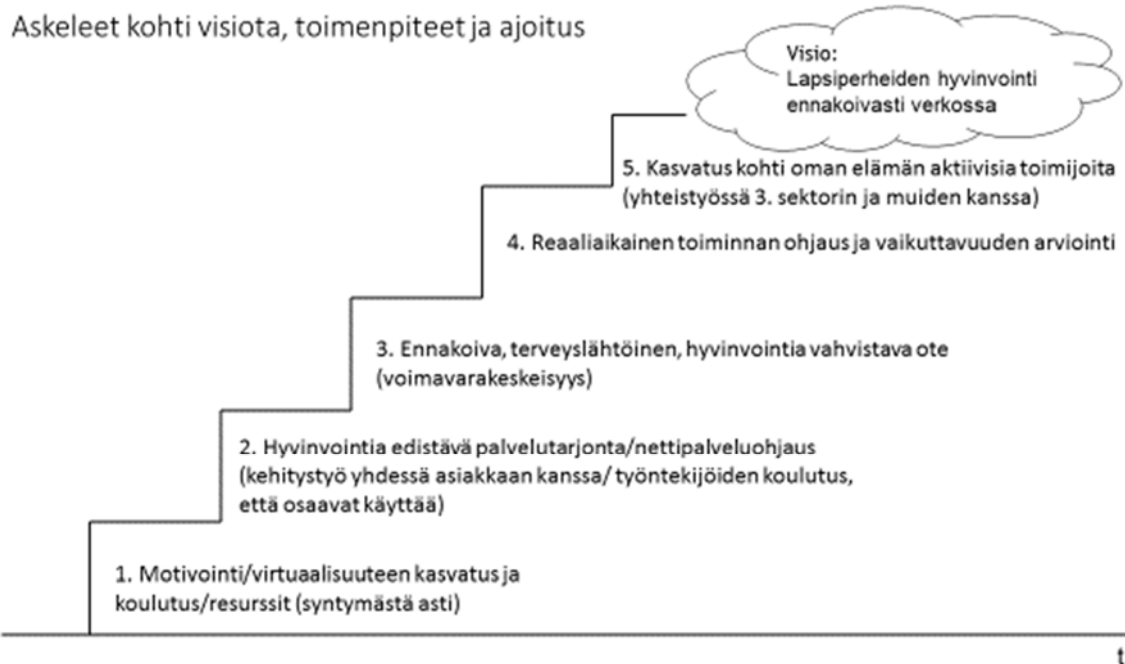 Askeleet kohti visiota, toimenpiteet ja ajoitus
Visio:
Lapsiperheiden hyvinvointi
ennakoivasti verkossa
5. Kasvatus kohti oman elämän aktiivisia toimijoita
(yhteistyössä 3. sektorin ja muiden kanssa)
4. Reaaliaikainen toiminnan ohjaus ja vaikuttavuuden arviointi
3. Ennakoiva, terveyslähtöinen, hyvinvointia vahvistava ote
(voimavarakeskeisyys)
2. Hyvinvointia edistävä palvelutarjonta/nettipalveluohjaus
(kehitystyö yhdessä asiakkaan kanssa/ työntekijöiden koulutus,
että osaavat käyttää)
1. Motivointi/virtuaalisuuteen kasvatus ja
koulutus/resurssit (syntymästä asti)
t